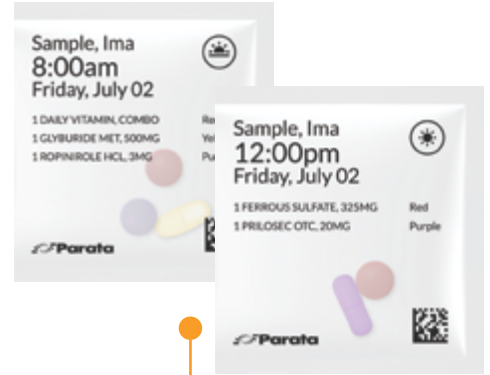 Sample, Ima
8:00am
Friday, July 02
1 DAILY VITAMIN, COMBO
1 GLYBURIDE MET, 500MG
1 ROPINIROLE HCL, 3MG
Parata
Sample, Ima
12:00pm
Friday, July 02
1 FERROUS SULFATE, 325MG Red
1 PRILOSEC OTC, 20MG Purple
Parata